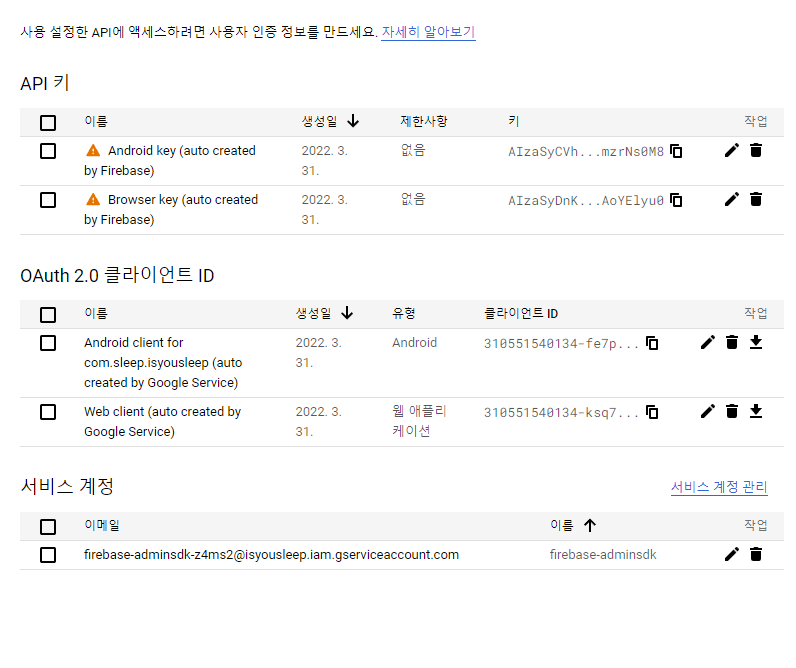 사용 설정한 API에 액세스하려면 사용자 인증 정보를 만드세요. 자세히 알아보기
API 키
이름 생성일 제한사항 키 작업
Android key (auto created 2022. 3. 없음 AIzaSyCVh...mzrNs0M8
by Firebase) 31.
Browser key (auto created 2022. 3. 없음 AIzaSyDnK...AoYElyu0
by Firebase) 31.
OAuth 2.0 클라이언트 ID
이름 생성일 유형 클라이언트 ID 작업
Android client for 2022. 3. Android 310551540134-fe7p...
com.sleep.isyousleep (auto 31.
created by Google Service)
Web client (auto created by 2022. 3. 웹 애플리 310551540134-ksq7...
Google Service) 31. 케이션
서비스 계정 서비스 계정 관리
이메일 이름 작업
firebase-adminsdk-z4ms2@isyousleep.iam.gserviceaccount.com firebase-adminsdk